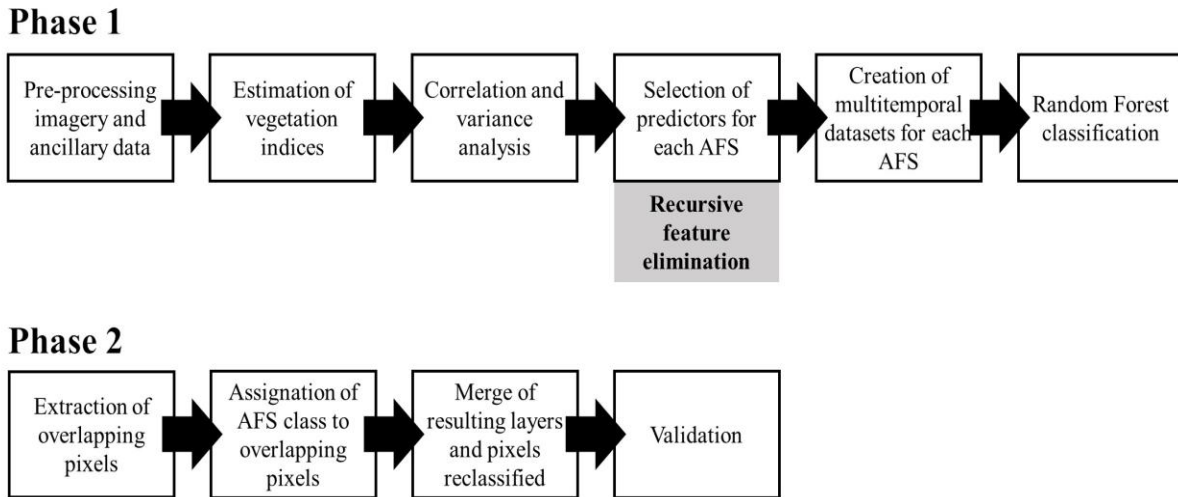 Phase 1
Pre-processing
imagery and
ancillary data
Estimation of
vegetation
indices
Correlation and
variance
analysis
Selection of
predictors for
each AFS
Recursive
feature
elimination
Creation of
multitemporal
datasets for each
AFS
Random Forest
classification
Phase 2
Extraction of
overlapping
pixels
Assignation of
AFS class to
overlapping
pixels
Merge of
resulting layers
and pixels
reclassified
Validation